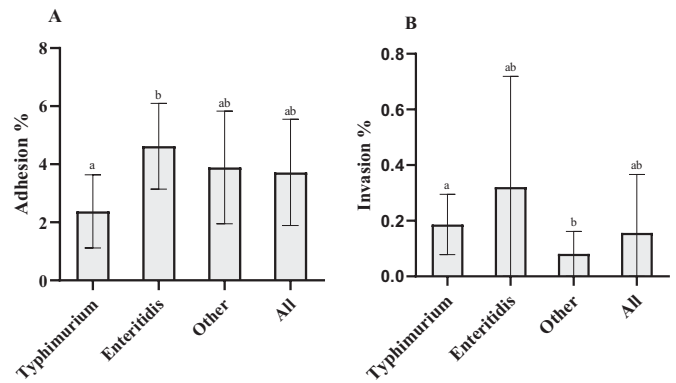 A
Adhesion %
8
6
4
2
0
a
b
ab
ab
Typhimurium
Enteritidis
Other
All
B
Invasion %
0.8
0.6
0.4
0.2
0.0
a
ab
b
ab
Typhimurium
Enteritidis
Other
All